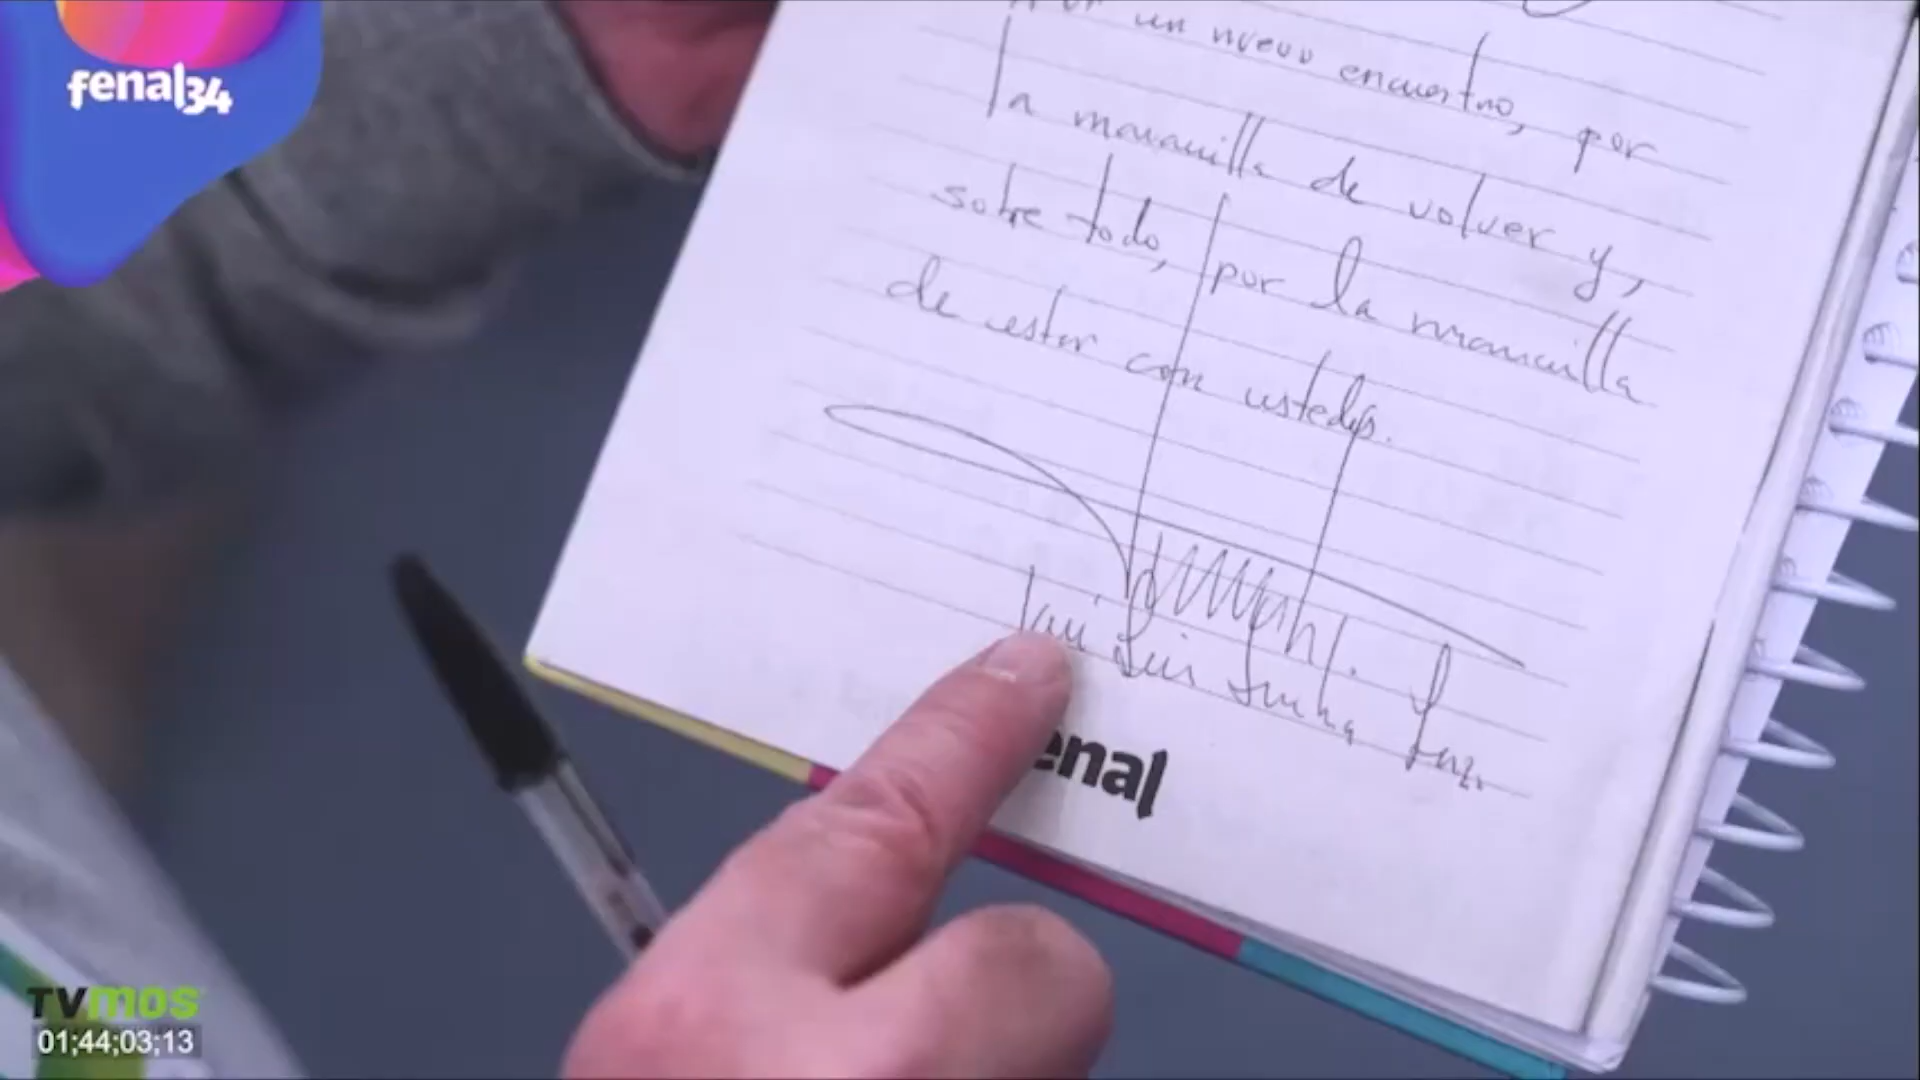 fenal34
por un nuevo encuentro, por
la maravilla de volver y,
sobre todo, por la maravilla
de estar con ustedes.
enal
TVmos
01;44;03;13